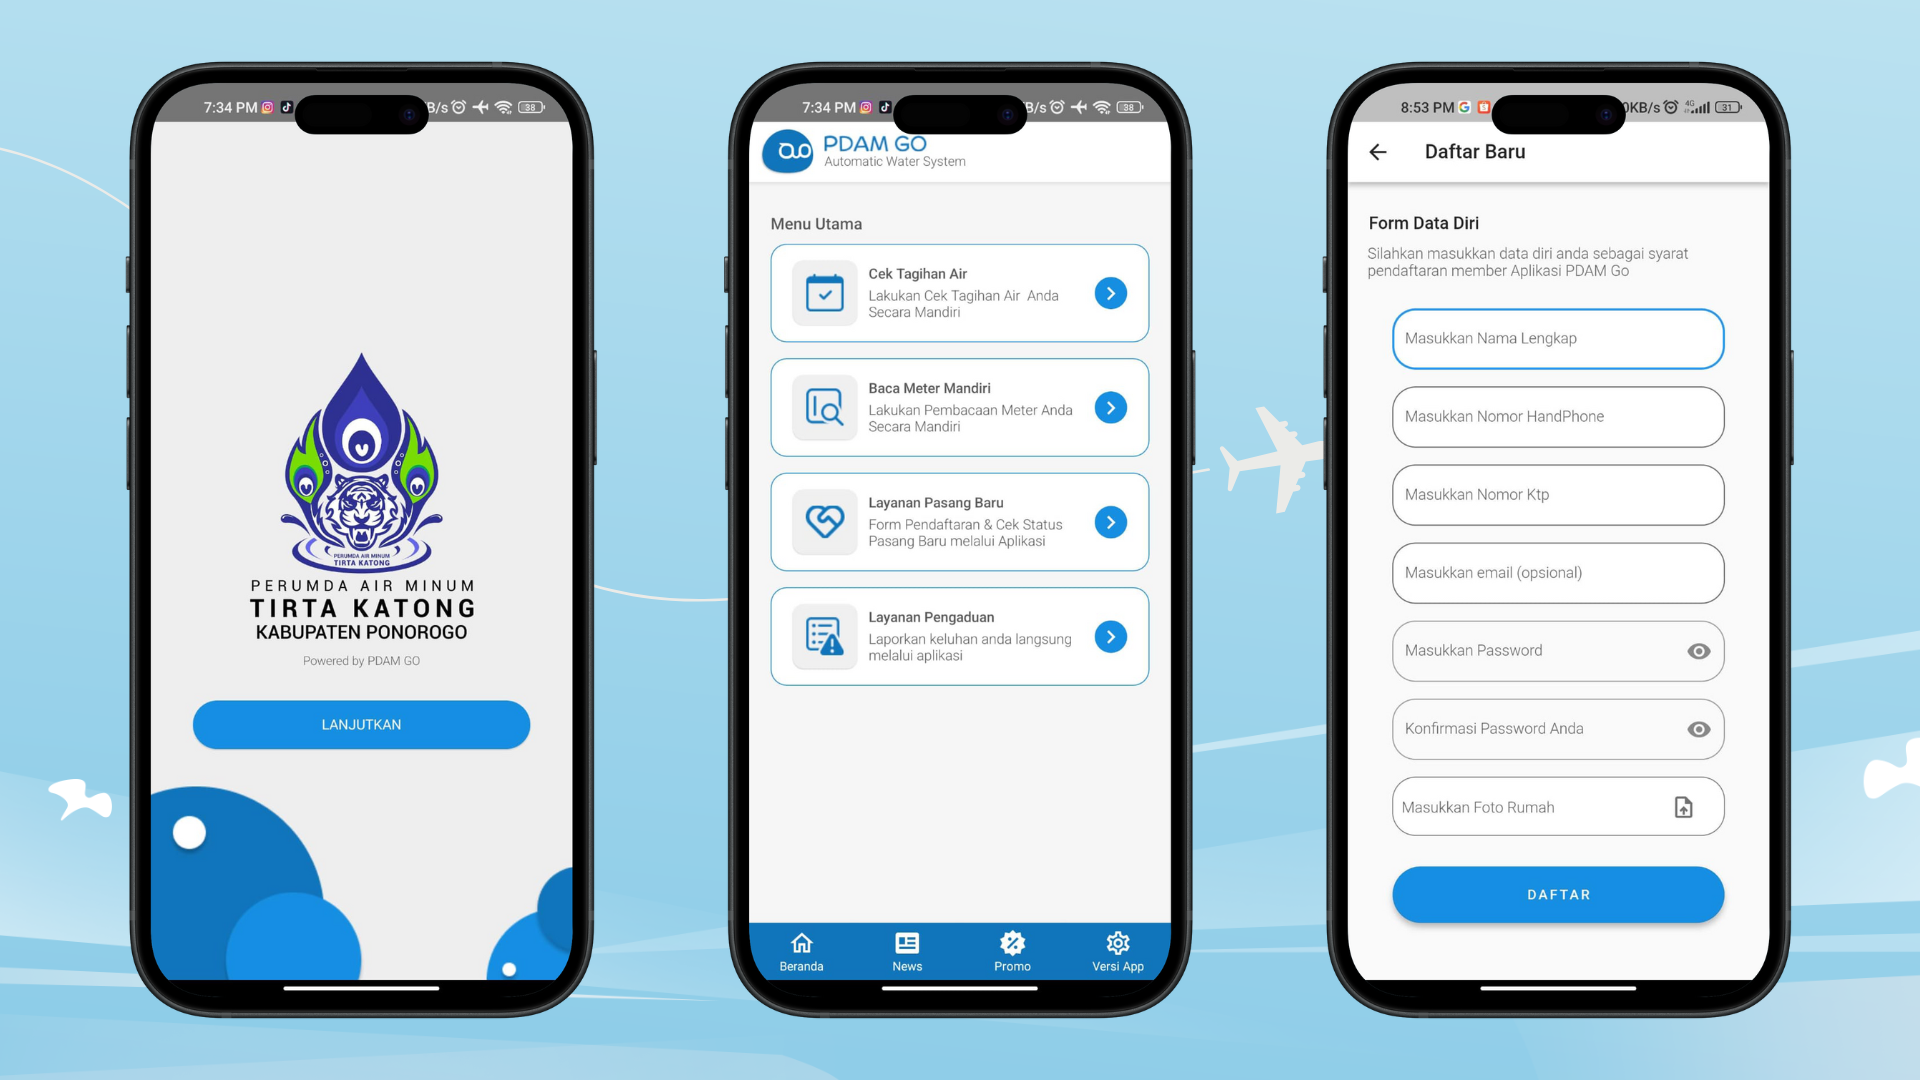 7:34 PM
B/s
38
PERUMDA AIR MINUM
TIRTA KATONG
PERUMDA AIR MINUM
TIRTA KATONG
KABUPATEN PONOROGO
Powered by PDAM GO
LANJUTKAN
7:34 PM
B/s
38
PDAM GO
Automatic Water System
Menu Utama
Cek Tagihan Air
Lakukan Cek Tagihan Air Anda
Secara Mandiri
Baca Meter Mandiri
Lakukan Pembacaan Meter Anda
Secara Mandiri
Layanan Pasang Baru
Form Pendaftaran & Cek Status
Pasang Baru melalui Aplikasi
Layanan Pengaduan
Laporkan keluhan anda langsung
melalui aplikasi
Beranda
News
Promo
Versi App
8:53 PM
0KB/s
4G
31
Daftar Baru
Form Data Diri
Silahkan masukkan data diri anda sebagai syarat
pendaftaran member Aplikasi PDAM Go
Masukkan Nama Lengkap
Masukkan Nomor HandPhone
Masukkan Nomor Ktp
Masukkan email (opsional)
Masukkan Password
Konfirmasi Password Anda
Masukkan Foto Rumah
DAFTAR